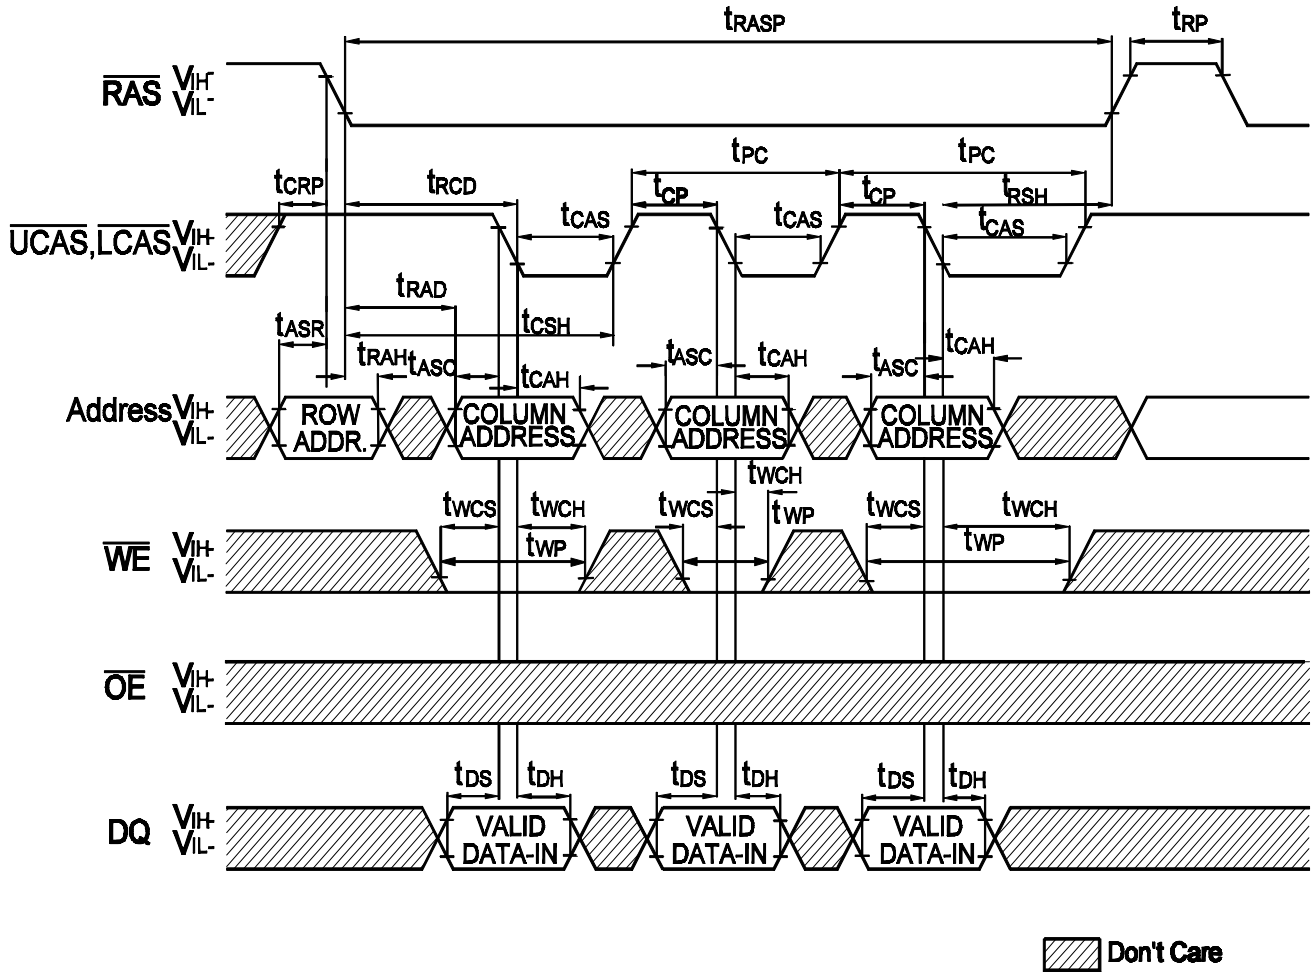 tRASP tRP
RAS VIH-
VIL-
tPC tPC
tCRP tRCD tCP tCP tRSH
UCAS,LCAS VIH-
VIL-
tCAS tCAS tCAS
tRAD
tASR tCSH
tRAH tASC tCAH tASC tCAH tASC tCAH
Address VIH-
VIL-
ROW
ADDR.
COLUMN
ADDRESS
COLUMN
ADDRESS
COLUMN
ADDRESS
tWCS tWCH tWCS tWCH tWCS tWCH
tWP tWP tWP
WE VIH-
VIL-
OE VIH-
VIL-
tDS tDH tDS tDH tDS tDH
DQ VIH-
VIL-
VALID
DATA-IN
VALID
DATA-IN
VALID
DATA-IN
Don't Care